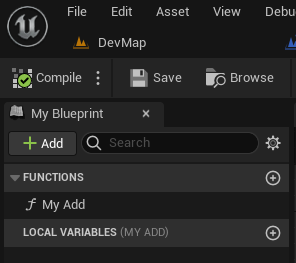 File Edit Asset View Debu
DevMap
Compile Save Browse
My Blueprint
Add Search
FUNCTIONS
My Add
LOCAL VARIABLES (MY ADD)